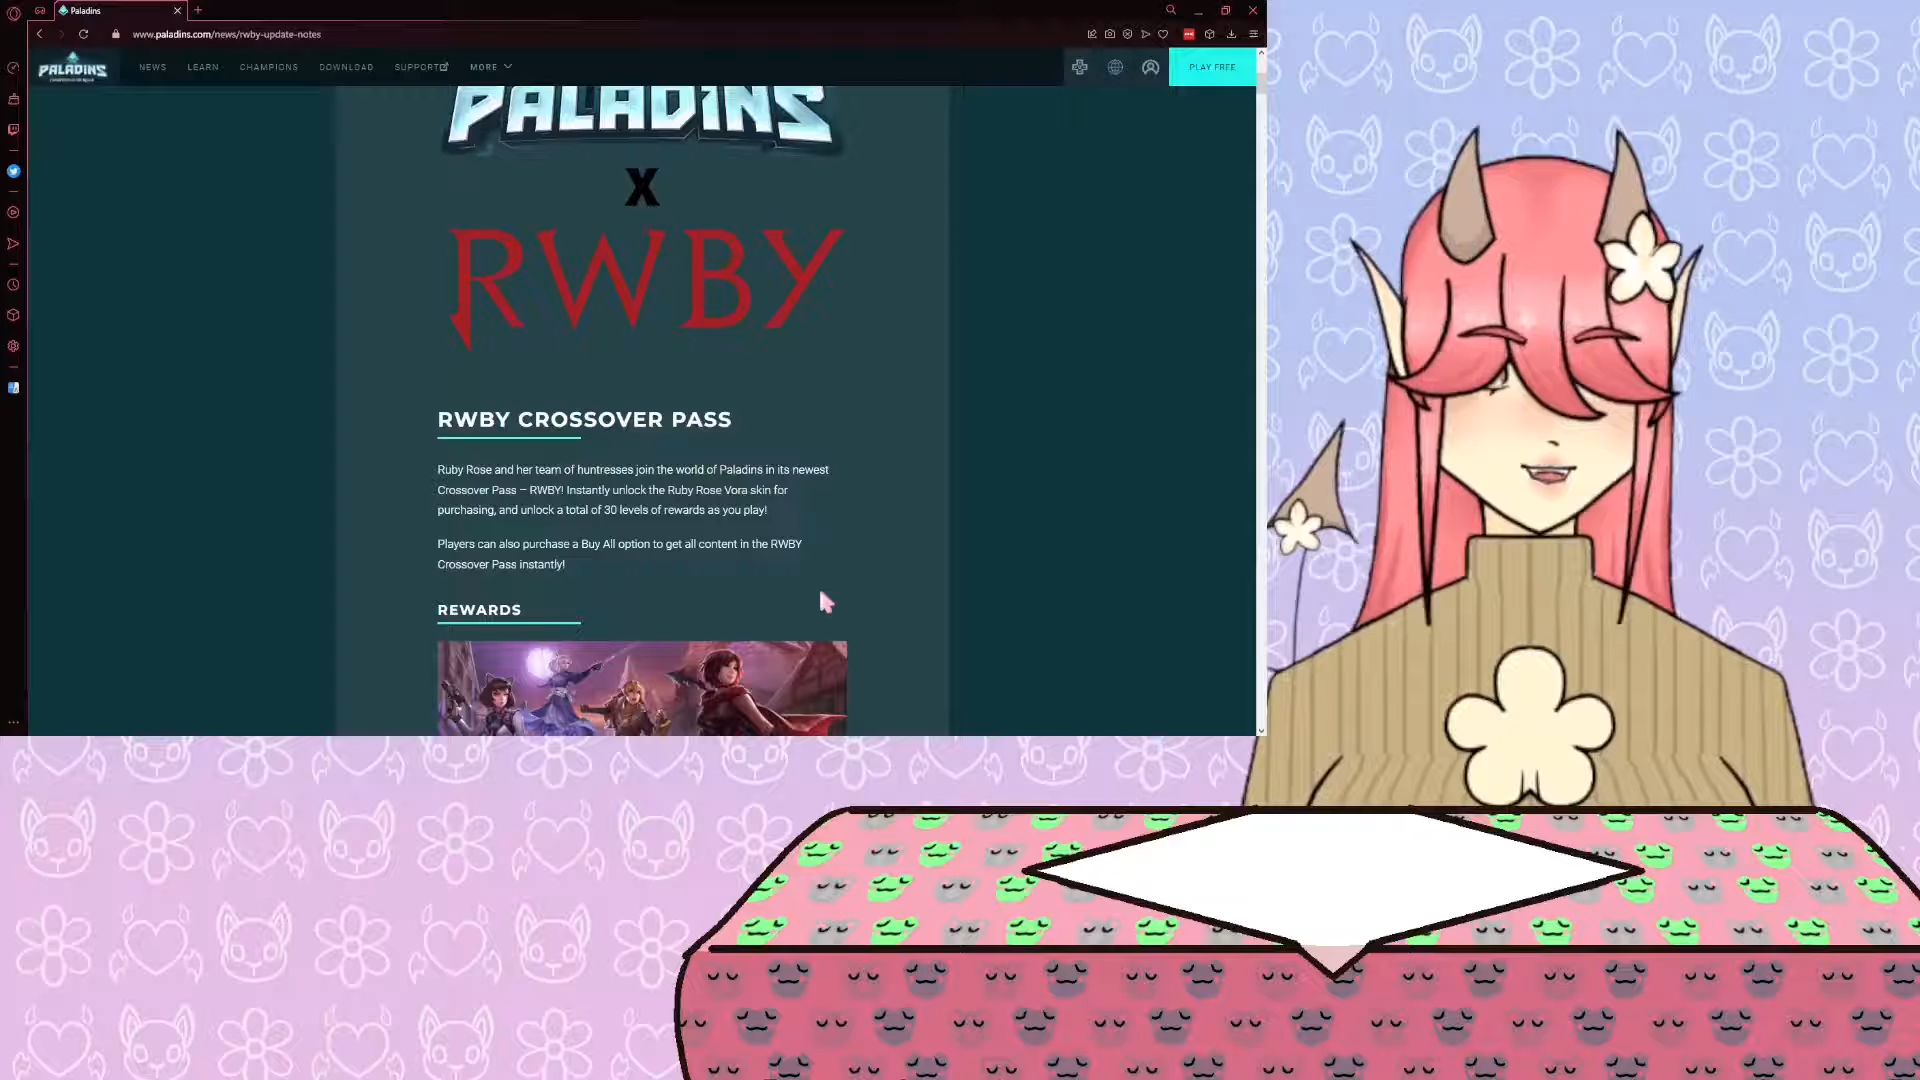 Paladins
www.paladins.com/news/rwby-update-notes
PALADINS
NEWS
LEARN
CHAMPIONS
DOWNLOAD
SUPPORT
MORE
PLAY FREE
PALADINS
X
RWBY
RWBY CROSSOVER PASS
Ruby Rose and her team of huntresses join the world of Paladins in its newest
Crossover Pass – RWBY! Instantly unlock the Ruby Rose Vora skin for
purchasing, and unlock a total of 30 levels of rewards as you play!
Players can also purchase a Buy All option to get all content in the RWBY
Crossover Pass instantly!
REWARDS